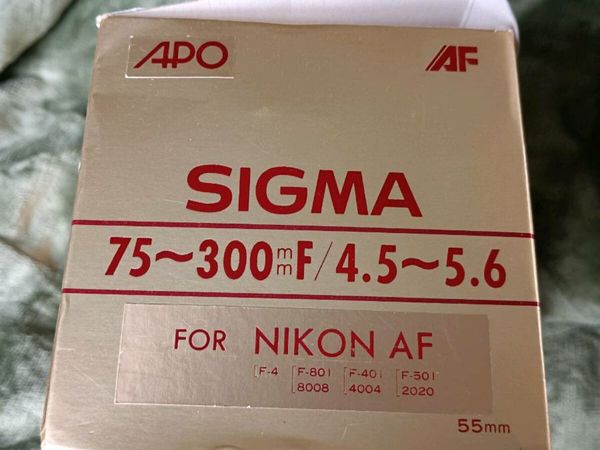 APO AF
SIGMA
75~300mm F/4.5~5.6
FOR NIKON AF
F-4 F-801 F-401 F-501
8008 4004 2020
55mm